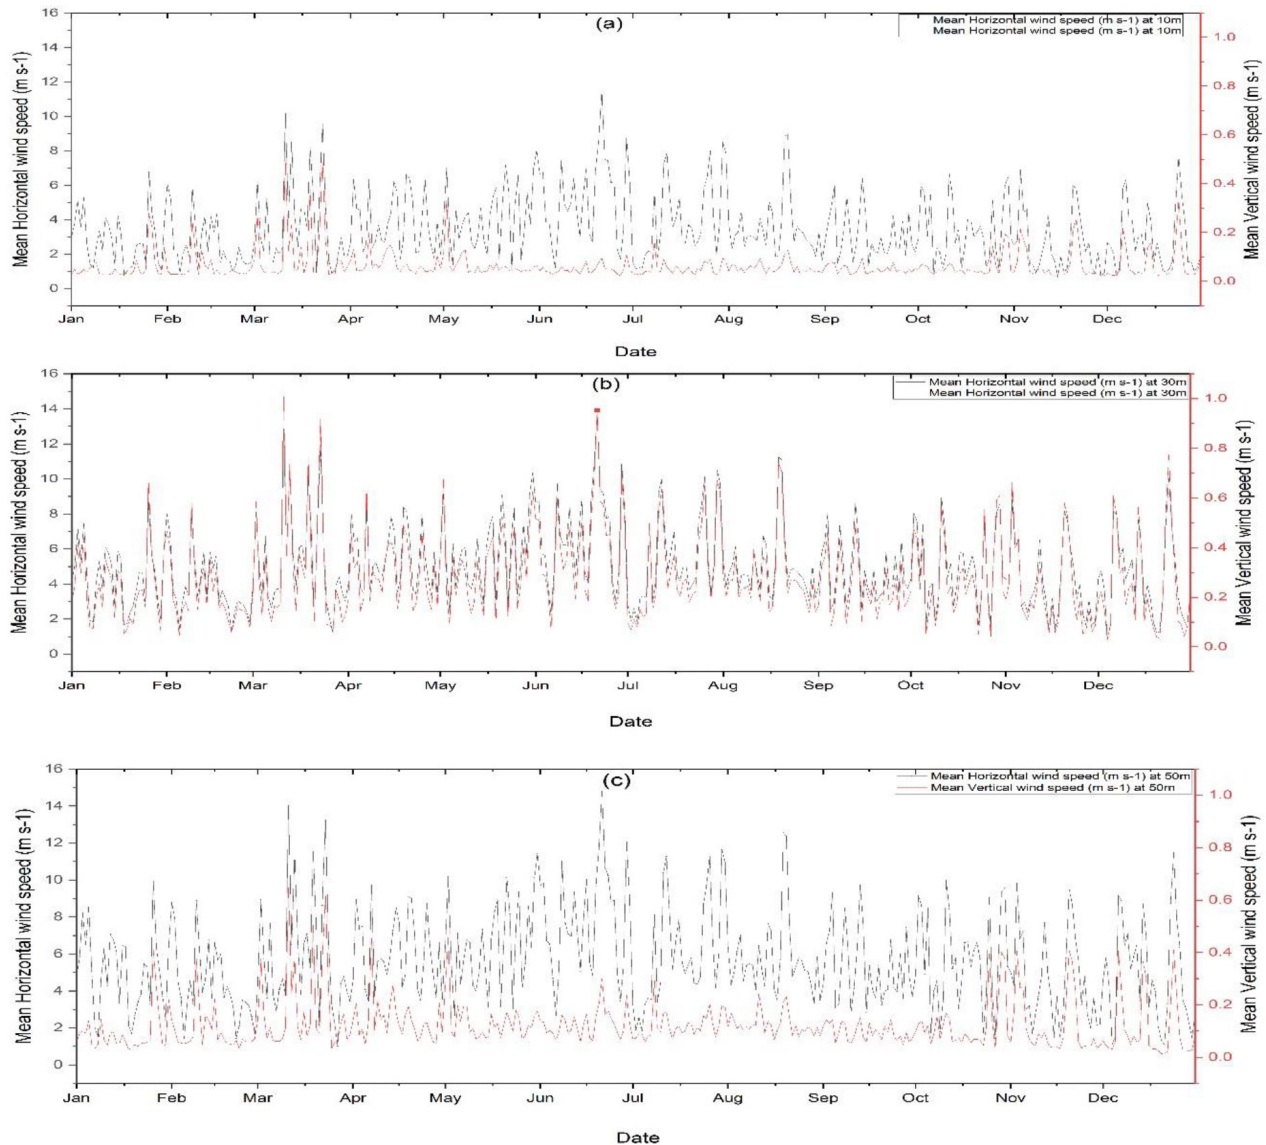 (a)
Mean Horizontal wind speed (m s-1) at 10m
Mean Horizontal wind speed (m s-1) at 10m
Mean Horizontal wind speed (m s-1)
16
14
12
10
8
6
4
2
0
1.0
0.8
0.6
0.4
0.2
0.0
Mean Vertical wind speed (m s-1)
Jan Feb Mar Apr May Jun Jul Aug Sep Oct Nov Dec
Date
(b)
Mean Horizontal wind speed (m s-1) at 30m
Mean Horizontal wind speed (m s-1) at 30m
Mean Horizontal wind speed (m s-1)
16
14
12
10
8
6
4
2
0
1.0
0.8
0.6
0.4
0.2
0.0
Mean Vertical wind speed (m s-1)
Jan Feb Mar Apr May Jun Jul Aug Sep Oct Nov Dec
Date
(c)
Mean Horizontal wind speed (m s-1) at 50m
Mean Vertical wind speed (m s-1) at 50m
Mean Horizontal wind speed (m s-1)
16
14
12
10
8
6
4
2
0
1.0
0.8
0.6
0.4
0.2
0.0
Mean Vertical wind speed (m s-1)
Jan Feb Mar Apr May Jun Jul Aug Sep Oct Nov Dec
Date